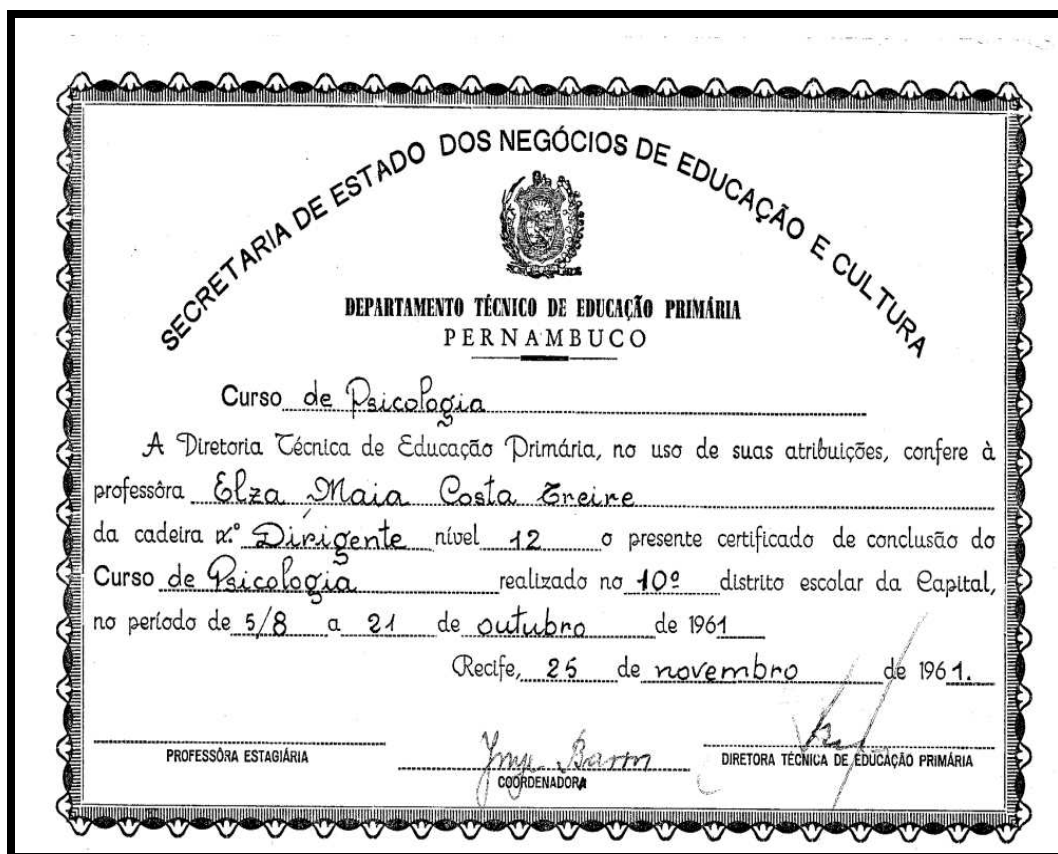 SECRETARIA DE ESTADO DOS NEGÓCIOS DE EDUCAÇÃO E CULTURA
DEPARTAMENTO TÉCNICO DE EDUCAÇÃO PRIMÁRIA
PERNAMBUCO
Curso de Psicologia
A Diretoria Técnica de Educação Primária, no uso de suas atribuições, confere à
professôra Elza Maia Costa Freire
da cadeira n.º Dirigente nível 12 o presente certificado de conclusão do
Curso de Psicologia realizado no 10º distrito escolar da Capital,
no período de 5/8 a 21 de outubro de 1961
Recife, 25 de novembro de 1961.
PROFESSÔRA ESTAGIÁRIA
COORDENADORA
DIRETORA TÉCNICA DE EDUCAÇÃO PRIMÁRIA